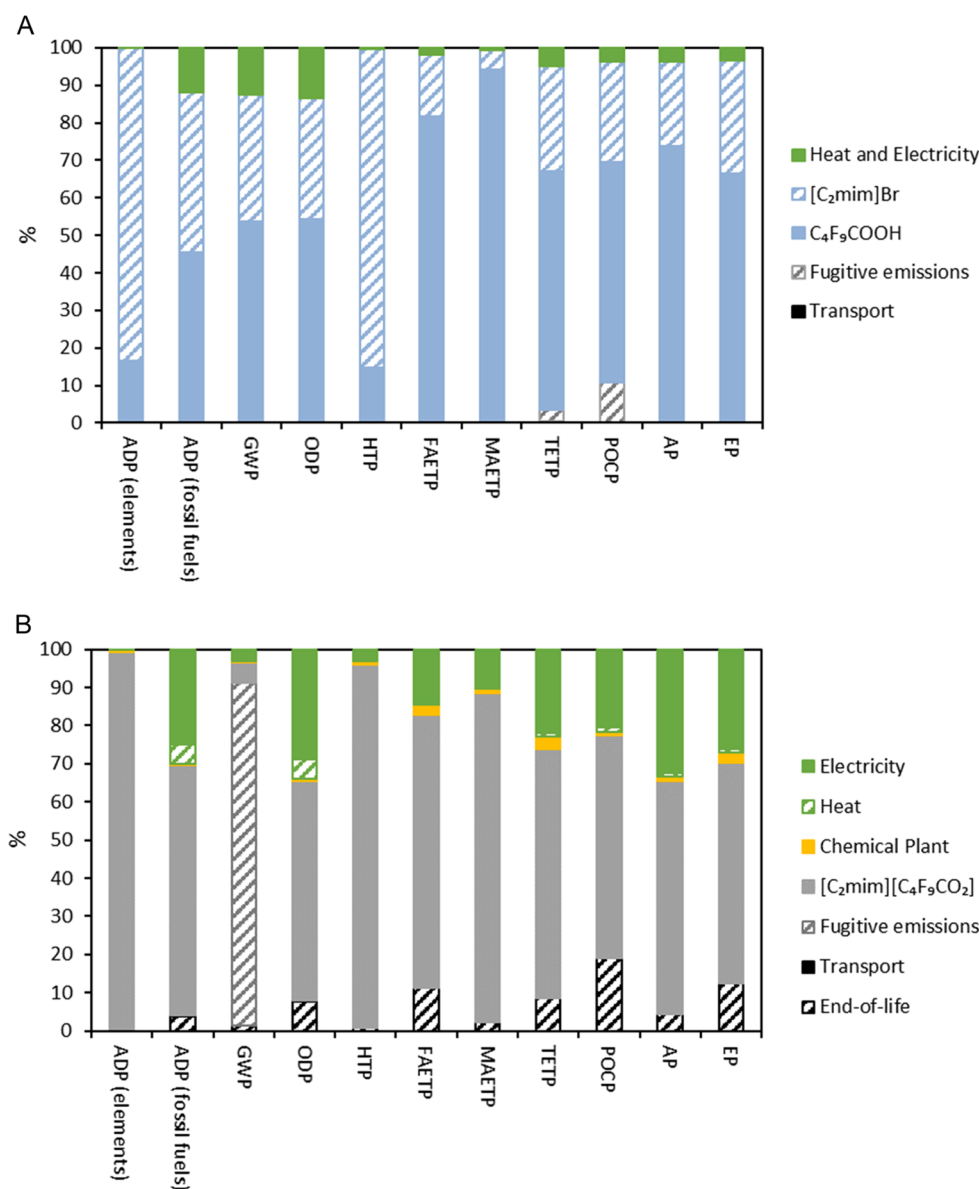 A
100
90
80
70
60
50
40
30
20
10
0
%
ADP (elements)
ADP (fossil fuels)
GWP
ODP
HTP
FAETP
MAETP
TETP
POCP
AP
EP
Heat and Electricity
[C₂mim]Br
C₄F₉COOH
Fugitive emissions
Transport
B
100
90
80
70
60
50
40
30
20
10
0
%
ADP (elements)
ADP (fossil fuels)
GWP
ODP
HTP
FAETP
MAETP
TETP
POCP
AP
EP
Electricity
Heat
Chemical Plant
[C₂mim][C₄F₉CO₂]
Fugitive emissions
Transport
End-of-life